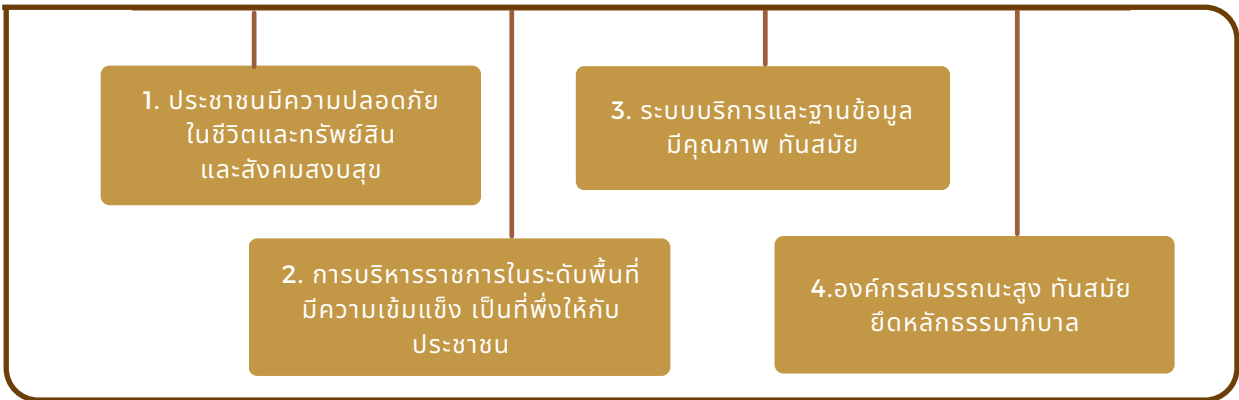 1. ประชาชนมีความปลอดภัย
ในชีวิตและทรัพย์สิน
และสังคมสงบสุข
2. การบริหารราชการในระดับพื้นที่
มีความเข้มแข็ง เป็นที่พึ่งให้กับ
ประชาชน
3. ระบบบริการและฐานข้อมูล
มีคุณภาพ ทันสมัย
4.องค์กรสมรรถนะสูง ทันสมัย
ยึดหลักธรรมาภิบาล